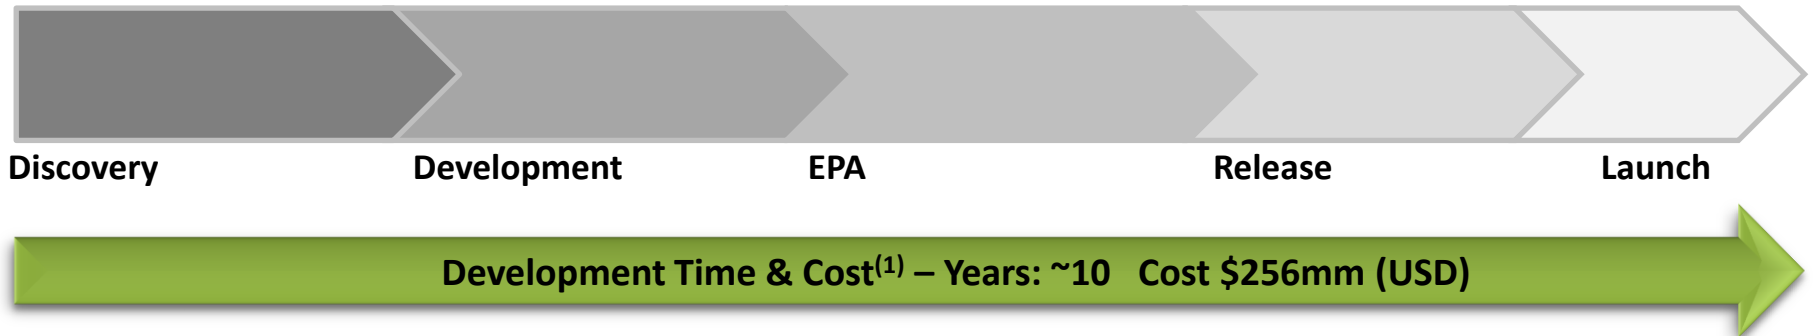 Discovery Development EPA Release Launch
Development Time & Cost(1) – Years: ~10 Cost $256mm (USD)